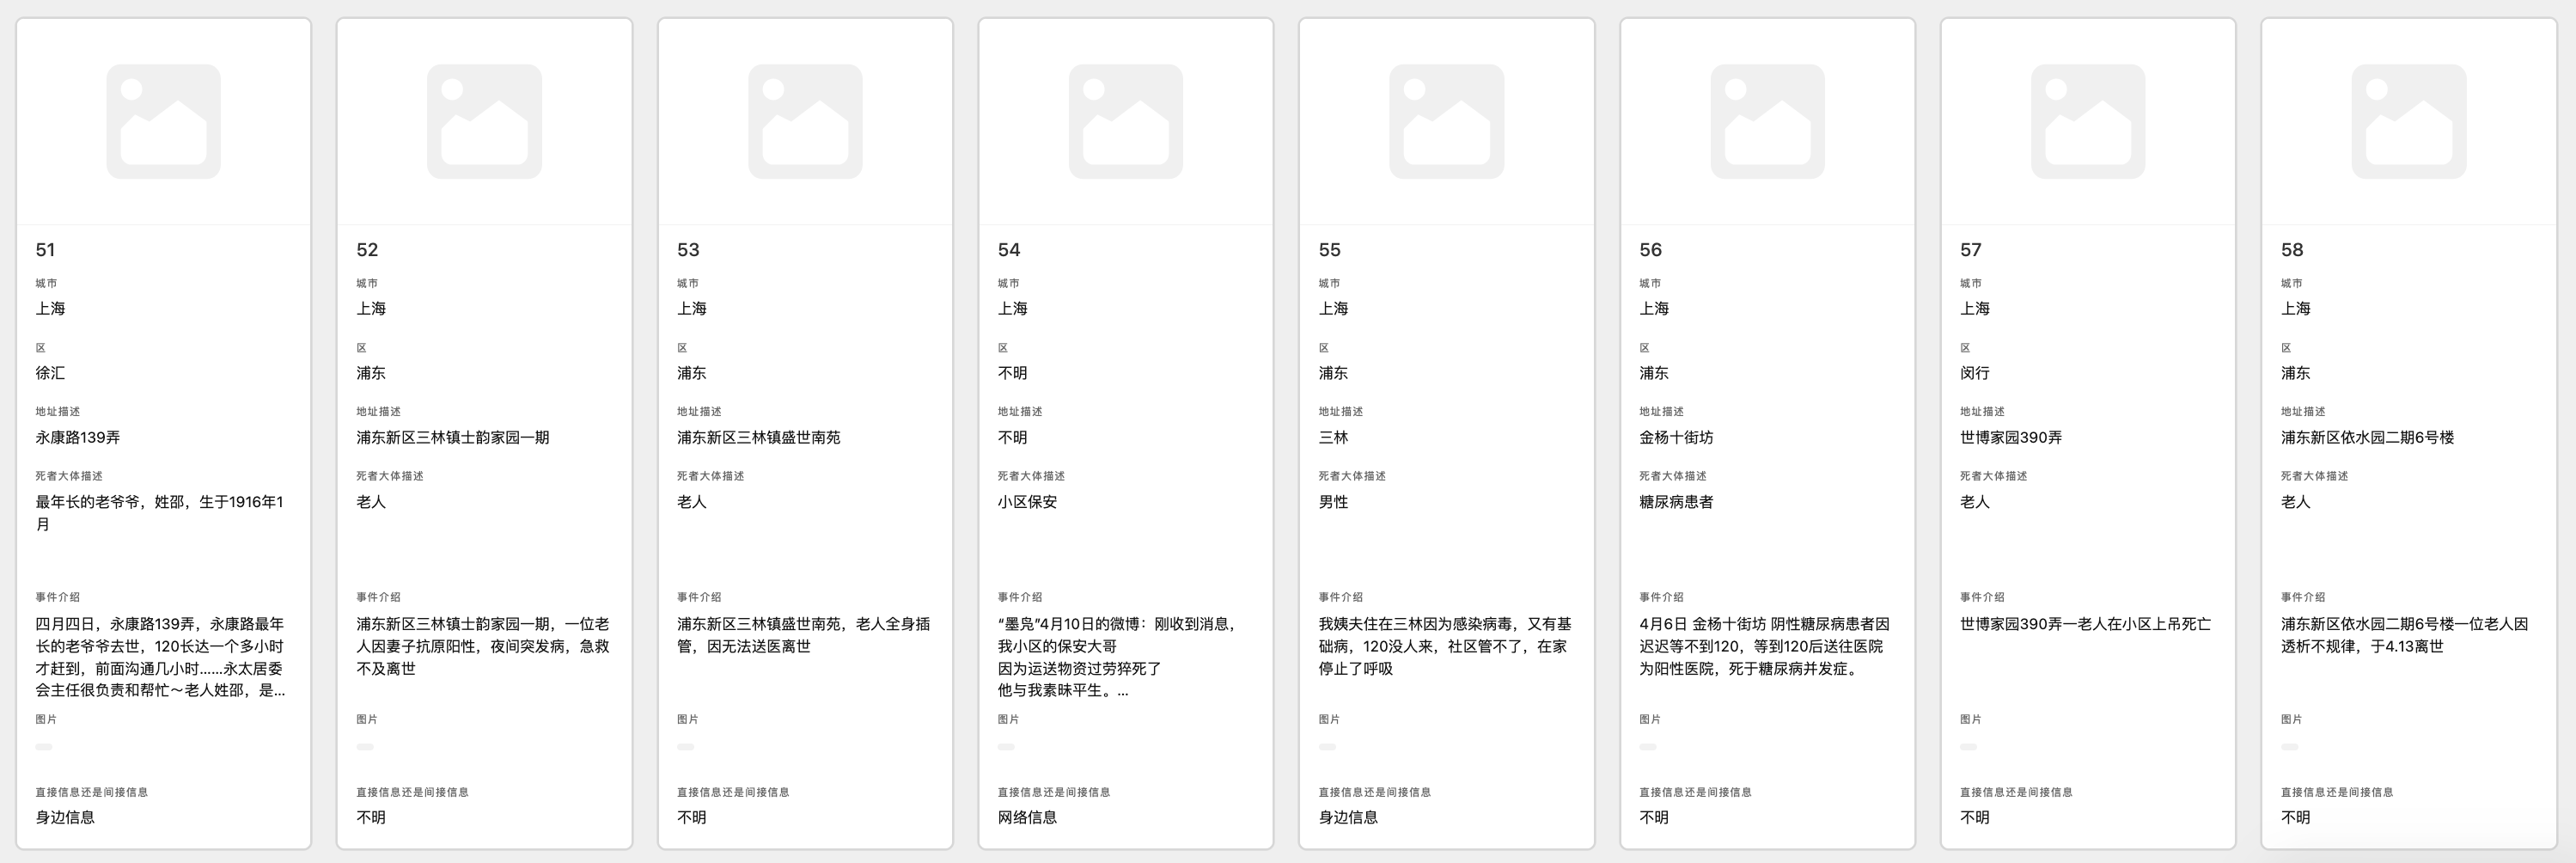 51
城市
上海
区
徐汇
地址描述
永康路139弄
死者大体描述
最年长的老爷爷，姓邵，生于1916年1
月
事件介绍
四月四日，永康路139弄，永康路最年
长的老爷爷去世，120长达一个多小时
才赶到，前面沟通几小时……永太居委
会主任很负责和帮忙～老人姓邵，是...
图片
直接信息还是间接信息
身边信息
52
城市
上海
区
浦东
地址描述
浦东新区三林镇士韵家园一期
死者大体描述
老人
事件介绍
浦东新区三林镇士韵家园一期，一位老
人因妻子抗原阳性，夜间突发病，急救
不及离世
图片
直接信息还是间接信息
不明
53
城市
上海
区
浦东
地址描述
浦东新区三林镇盛世南苑
死者大体描述
老人
事件介绍
浦东新区三林镇盛世南苑，老人全身插
管，因无法送医离世
图片
直接信息还是间接信息
不明
54
城市
上海
区
不明
地址描述
不明
死者大体描述
小区保安
事件介绍
“墨凫”4月10日的微博：刚收到消息，
我小区的保安大哥
因为运送物资过劳猝死了
他与我素昧平生。...
图片
直接信息还是间接信息
网络信息
55
城市
上海
区
浦东
地址描述
三林
死者大体描述
男性
事件介绍
我姨夫住在三林因为感染病毒，又有基
础病，120没人来，社区管不了，在家
停止了呼吸
图片
直接信息还是间接信息
身边信息
56
城市
上海
区
浦东
地址描述
金杨十街坊
死者大体描述
糖尿病患者
事件介绍
4月6日 金杨十街坊 阴性糖尿病患者因
迟迟等不到120，等到120后送往医院
为阳性医院，死于糖尿病并发症。
图片
直接信息还是间接信息
不明
57
城市
上海
区
闵行
地址描述
世博家园390弄
死者大体描述
老人
事件介绍
世博家园390弄一老人在小区上吊死亡
图片
直接信息还是间接信息
不明
58
城市
上海
区
浦东
地址描述
浦东新区依水园二期6号楼
死者大体描述
老人
事件介绍
浦东新区依水园二期6号楼一位老人因
透析不规律，于4.13离世
图片
直接信息还是间接信息
不明